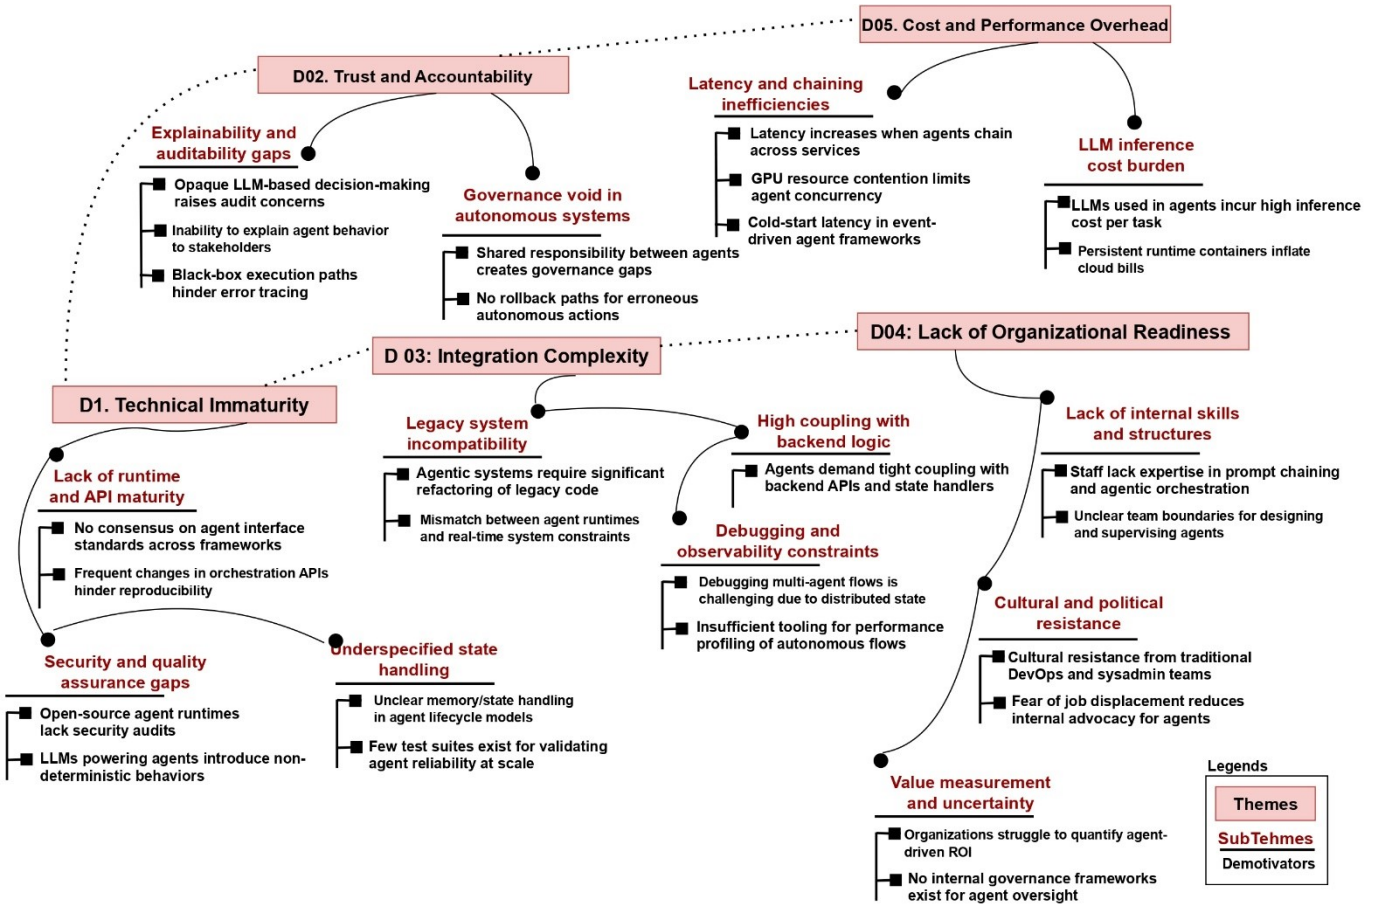 D05. Cost and Performance Overhead
D02. Trust and Accountability
Latency and chaining
inefficiencies
Latency increases when agents chain
across services
GPU resource contention limits
agent concurrency
Cold-start latency in event-
driven agent frameworks
LLM inference
cost burden
LLMs used in agents incur high inference
cost per task
Persistent runtime containers inflate
cloud bills
Explainability and
auditability gaps
Opaque LLM-based decision-making
raises audit concerns
Inability to explain agent behavior
to stakeholders
Black-box execution paths
hinder error tracing
Governance void in
autonomous systems
Shared responsibility between agents
creates governance gaps
No rollback paths for erroneous
autonomous actions
D04: Lack of Organizational Readiness
D 03: Integration Complexity
D1. Technical Immaturity
Lack of runtime
and API maturity
No consensus on agent interface
standards across frameworks
Frequent changes in orchestration APIs
hinder reproducibility
Security and quality
assurance gaps
Open-source agent runtimes
lack security audits
LLMs powering agents introduce non-
deterministic behaviors
Underspecified state
handling
Unclear memory/state handling
in agent lifecycle models
Few test suites exist for validating
agent reliability at scale
Legacy system
incompatibility
Agentic systems require significant
refactoring of legacy code
Mismatch between agent runtimes
and real-time system constraints
High coupling with
backend logic
Agents demand tight coupling with
backend APIs and state handlers
Debugging and
observability constraints
Debugging multi-agent flows is
challenging due to distributed state
Insufficient tooling for performance
profiling of autonomous flows
Lack of internal skills
and structures
Staff lack expertise in prompt chaining
and agentic orchestration
Unclear team boundaries for designing
and supervising agents
Cultural and political
resistance
Cultural resistance from traditional
DevOps and sysadmin teams
Fear of job displacement reduces
internal advocacy for agents
Value measurement
and uncertainty
Organizations struggle to quantify agent-
driven ROI
No internal governance frameworks
exist for agent oversight
Legends
Themes
SubTehmes
Demotivators